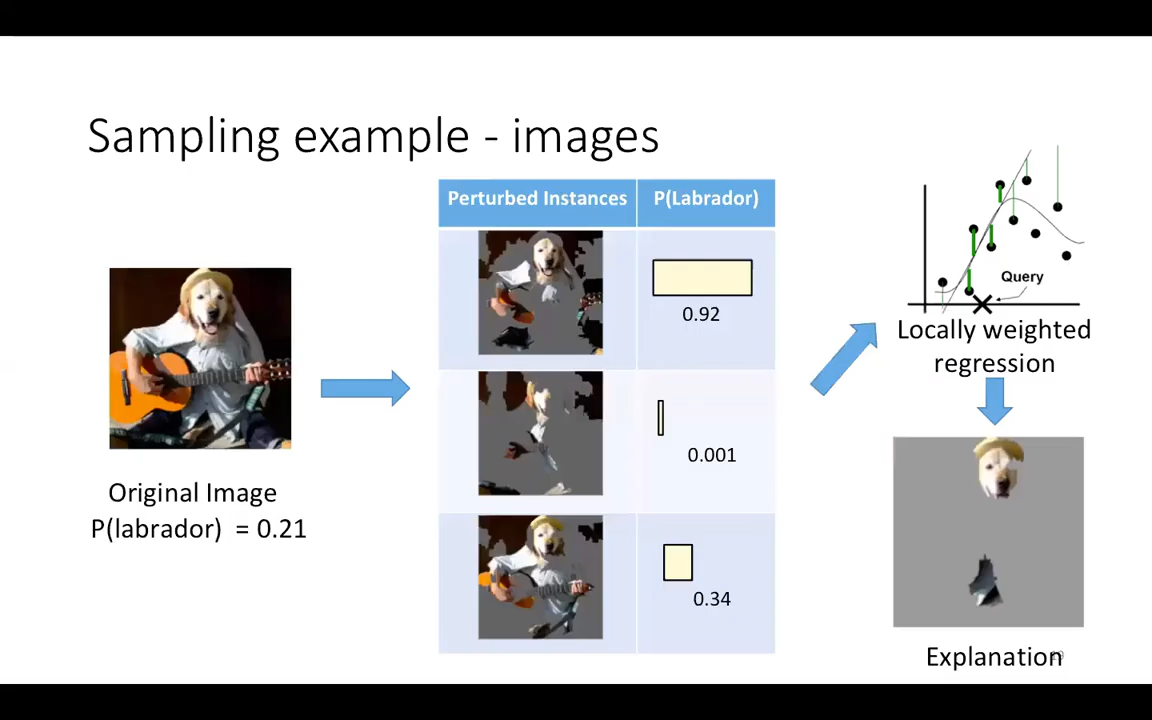 Sampling example - images
Original Image
P(labrador) = 0.21
Perturbed Instances
P(Labrador)
0.92
0.001
0.34
Query
Locally weighted
regression
Explanation